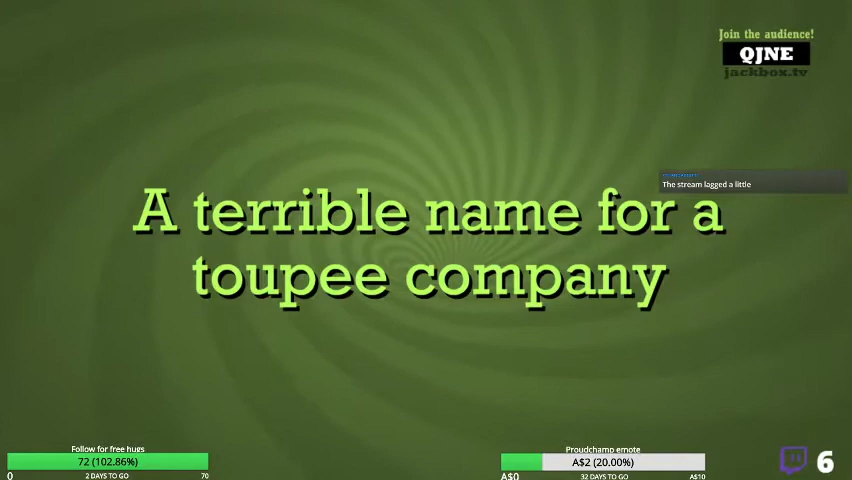 Join the audience!
QJNE
jackbox.tv
The stream lagged a little
A terrible name for a
toupee company
Follow for free hugs
72 (102.86%)
0 2 DAYS TO GO 70
Proudchamp emote
A$2 (20.00%)
A$0 32 DAYS TO GO A$10
6